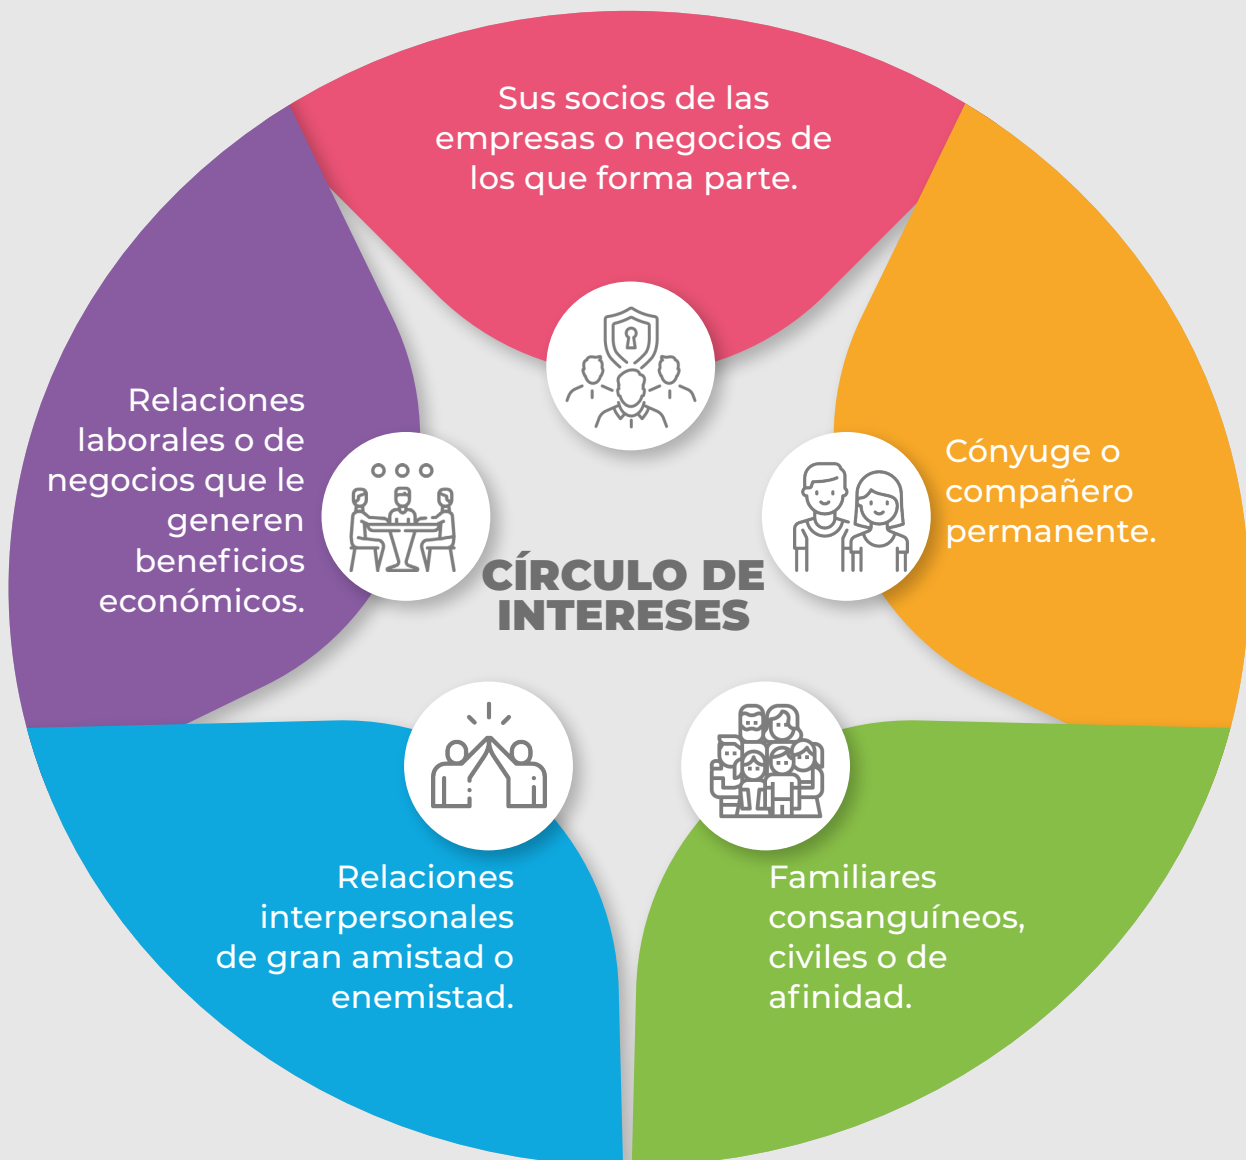 Sus socios de las
empresas o negocios de
los que forma parte.
Cónyuge o
compañero
permanente.
Familiares
consanguíneos,
civiles o de
afinidad.
Relaciones
interpersonales
de gran amistad o
enemistad.
Relaciones
laborales o de
negocios que le
generen
beneficios
económicos.
CÍRCULO DE
INTERESES